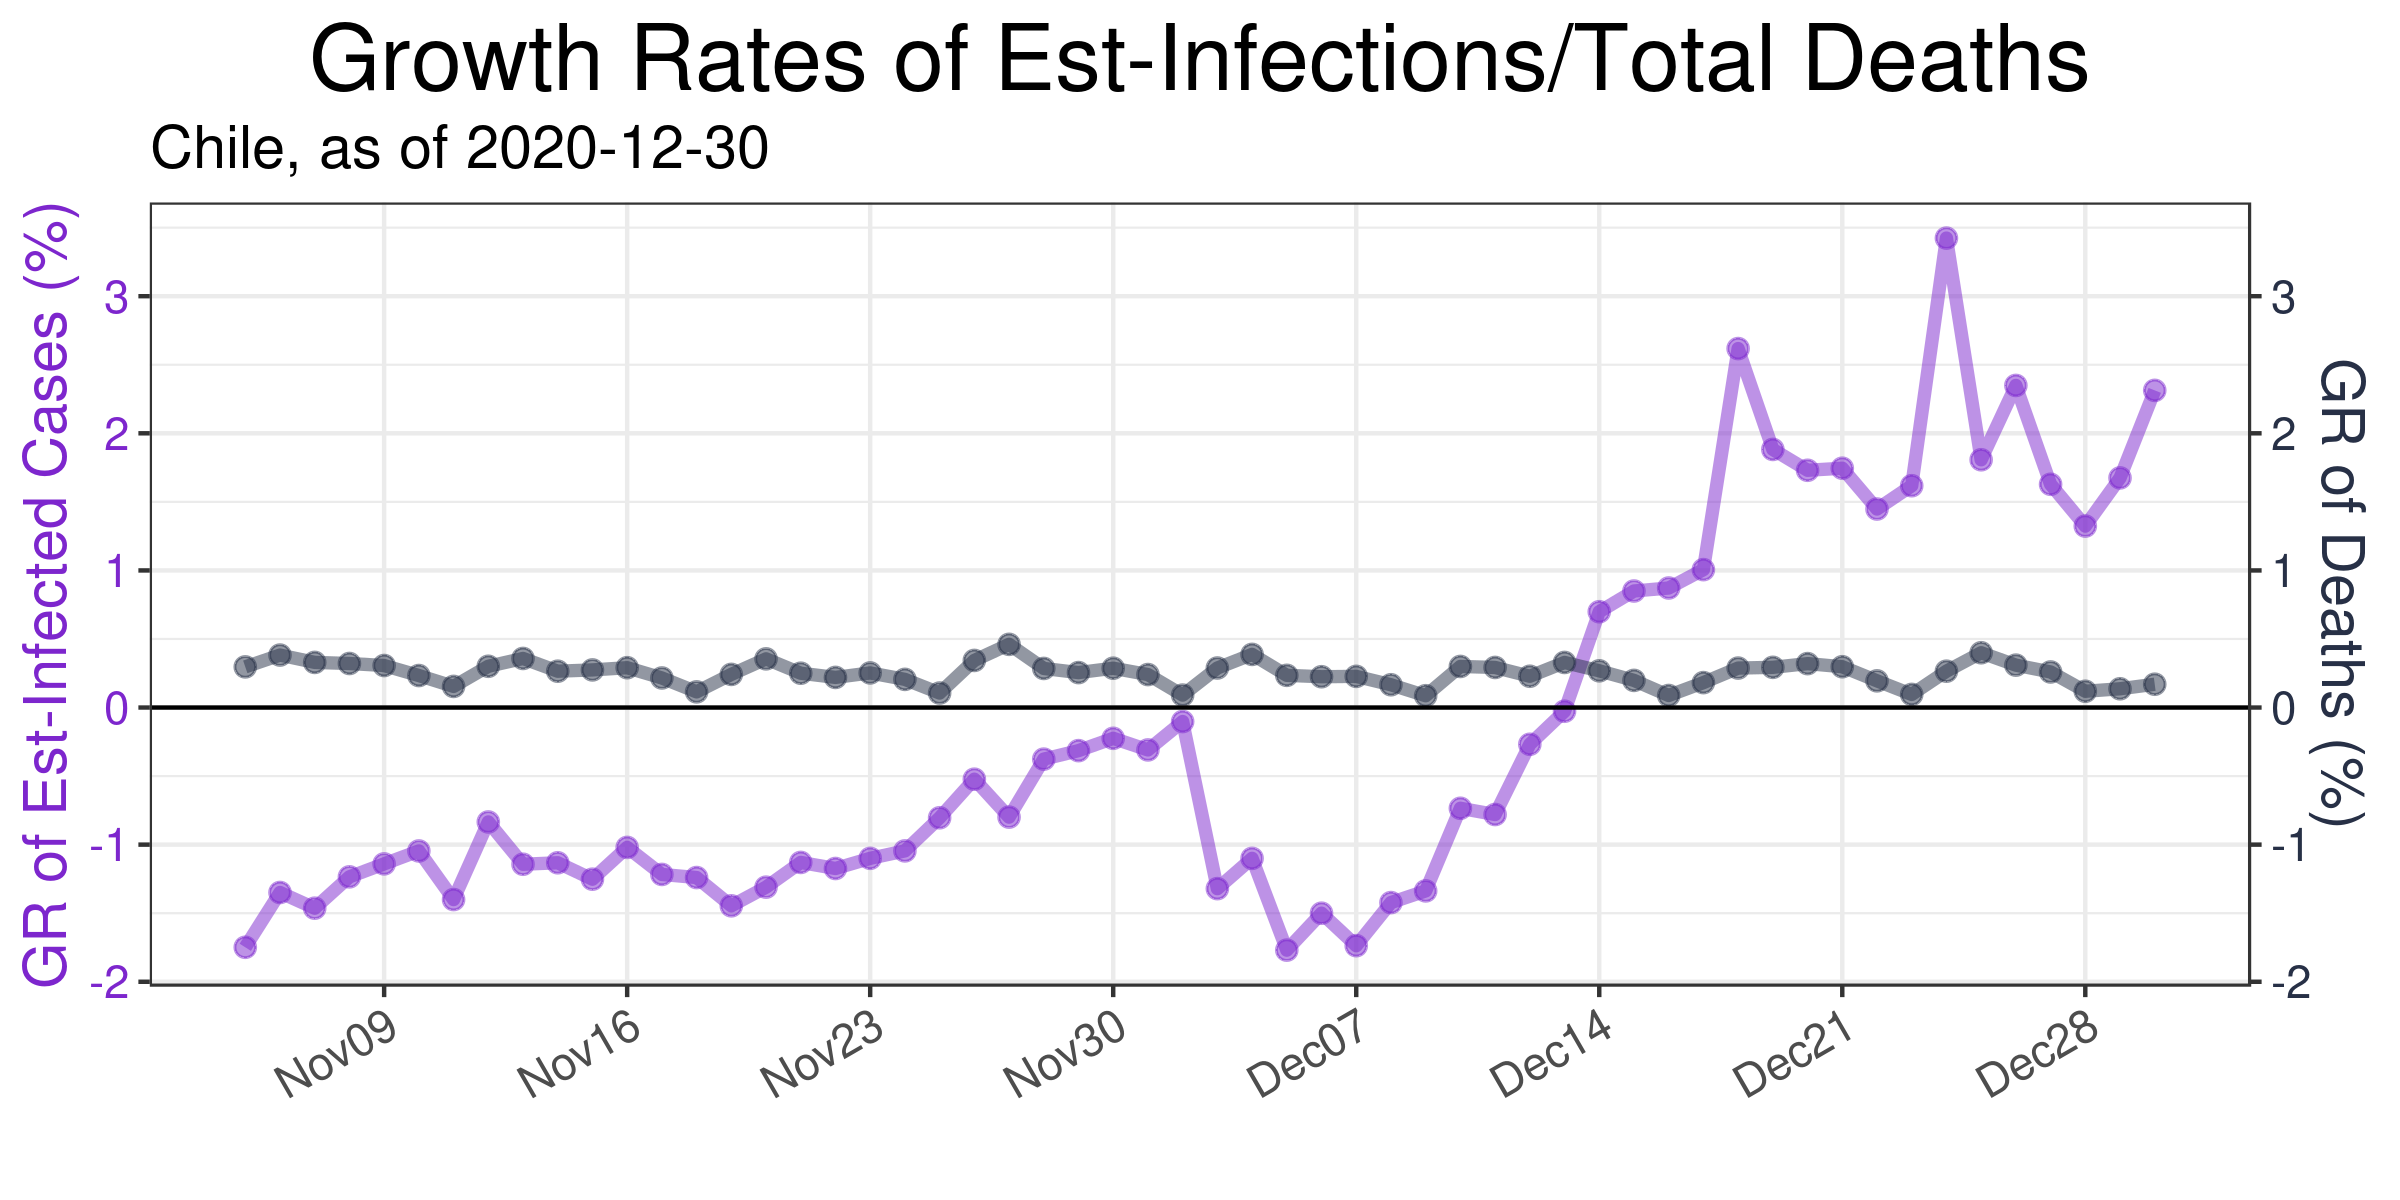 Growth Rates of Est-Infections/Total Deaths
Chile, as of 2020-12-30
GR of Est-Infected Cases (%)
3
2
1
0
-1
-2
3
2
1
0
-1
-2
GR of Deaths (%)
Nov09
Nov16
Nov23
Nov30
Dec07
Dec14
Dec21
Dec28